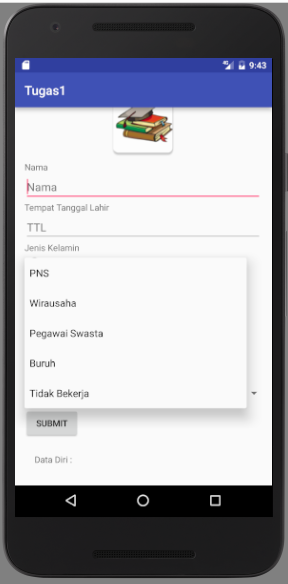 9:43
Tugas1
Nama
Nama
Tempat Tanggal Lahir
TTL
Jenis Kelamin
PNS
Wirausaha
Pegawai Swasta
Buruh
Tidak Bekerja
SUBMIT
Data Diri :